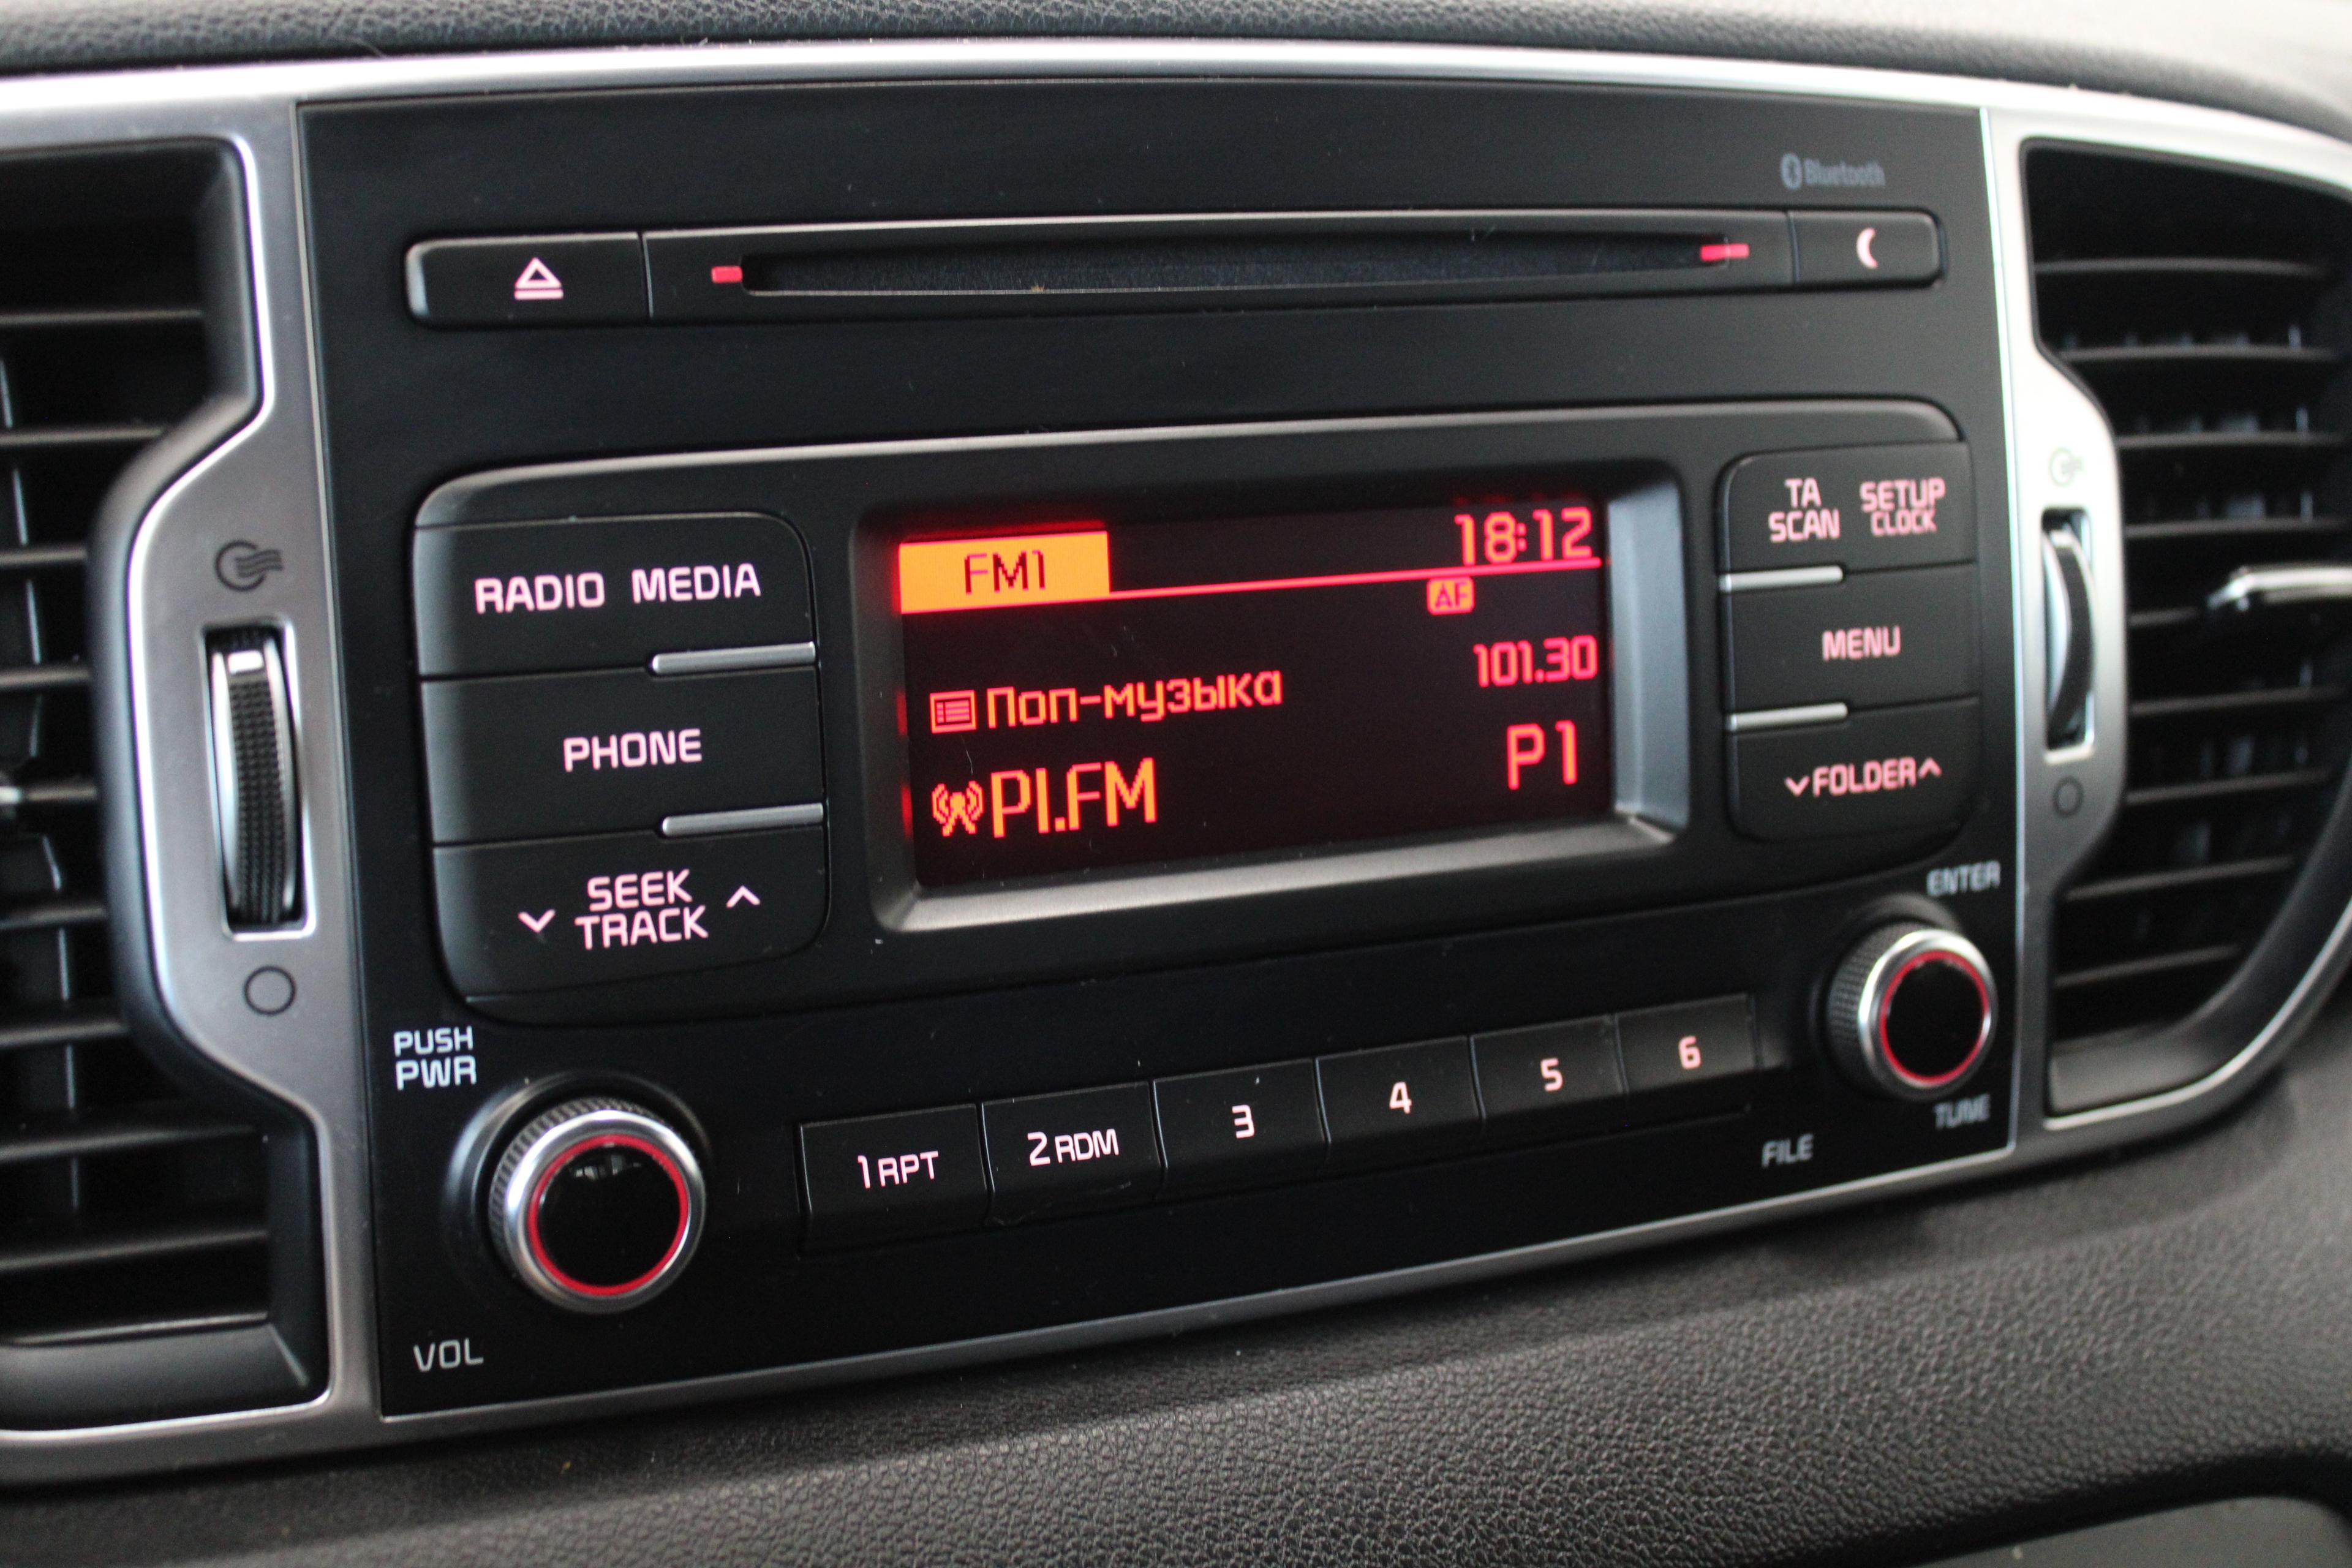 Bluetooth
TA SCAN
SETUP CLOCK
RADIO MEDIA
FM1
18:12
AF
MENU
PHONE
Поп-музыка
101.30
PI.FM
P1
FOLDER
SEEK
TRACK
ENTER
PUSH
PWR
1 RPT
2 RDM
3
4
5
6
TUNE
FILE
VOL